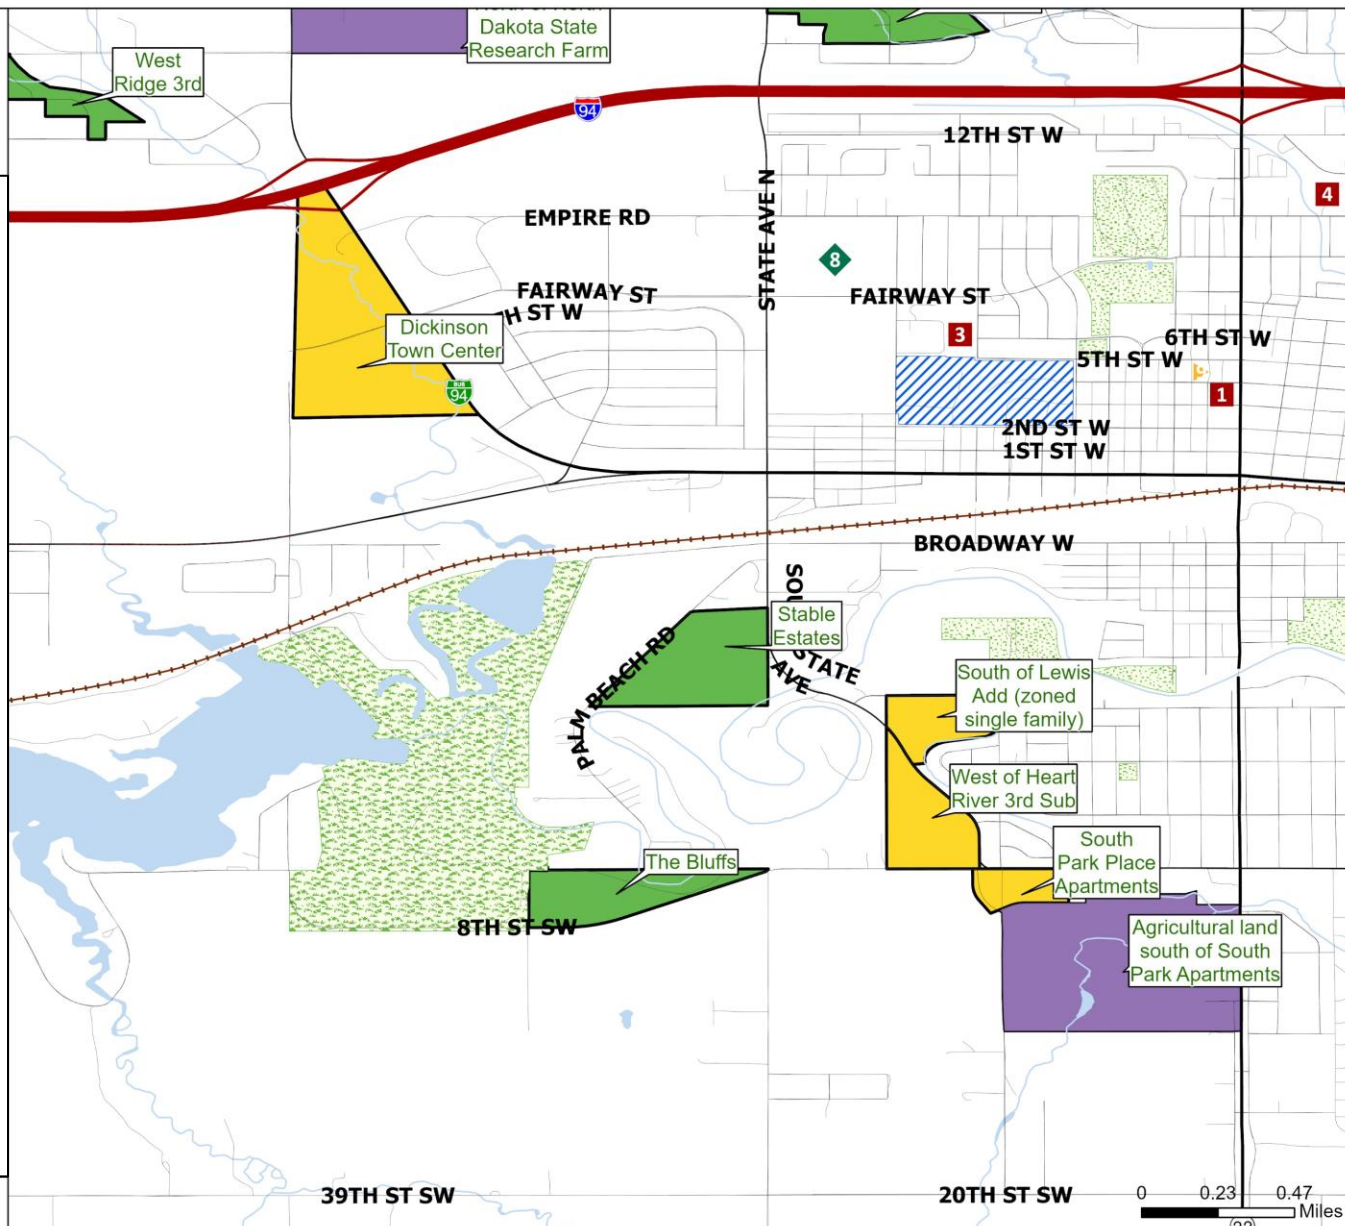 Dakota State
Research Farm
West
Ridge 3rd
94
12TH ST W
4
STATE AVE N
EMPIRE RD
8
FAIRWAY ST
FAIRWAY ST
TH ST W
Dickinson
Town Center
3
6TH ST W
5TH ST W
BUS
94
1
2ND ST W
1ST ST W
BROADWAY W
SOU
STATE
AVE
Stable
Estates
PALM BEACH RD
South of Lewis
Add (zoned
single family)
West of Heart
River 3rd Sub
South
Park Place
Apartments
The Bluffs
8TH ST SW
Agricultural land
south of South
Park Apartments
39TH ST SW
20TH ST SW
0 0.23 0.47
Miles